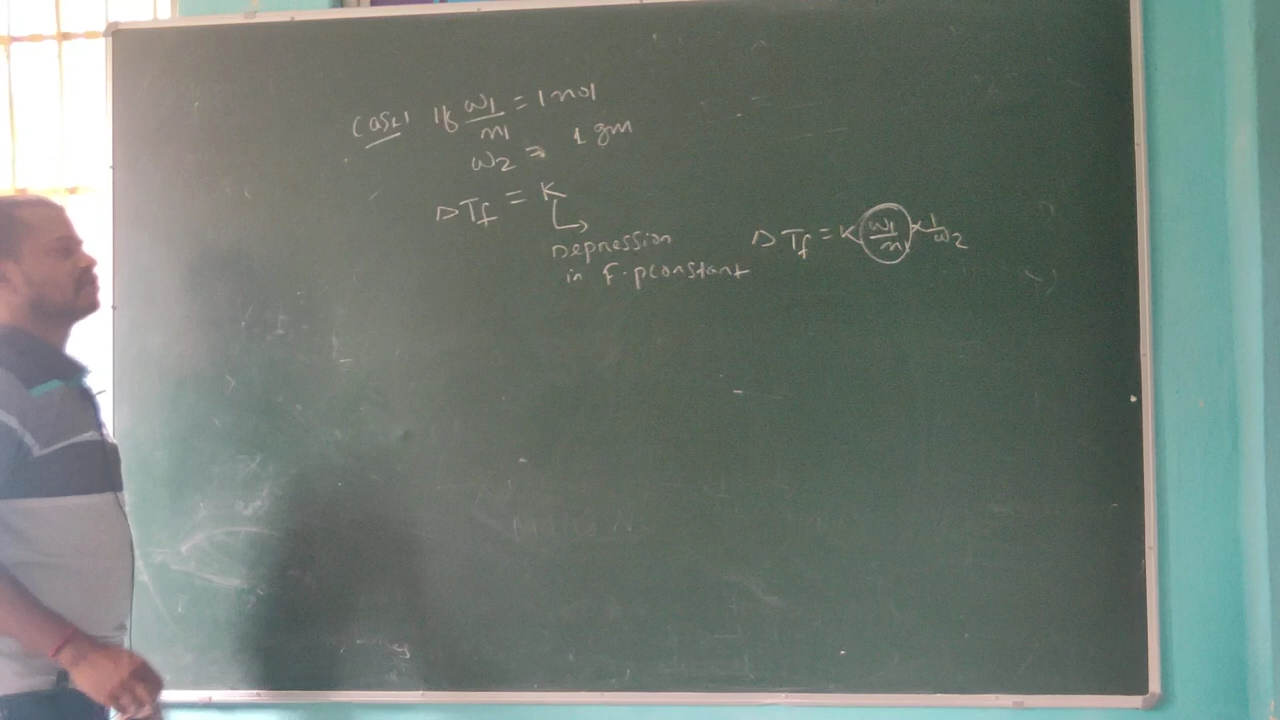 Case1 If w1/m1 = 1 mol
w2 = 1 gm
ΔTf = K
Depression
in F.p constant
ΔTf = K w1/m1 × 1/w2